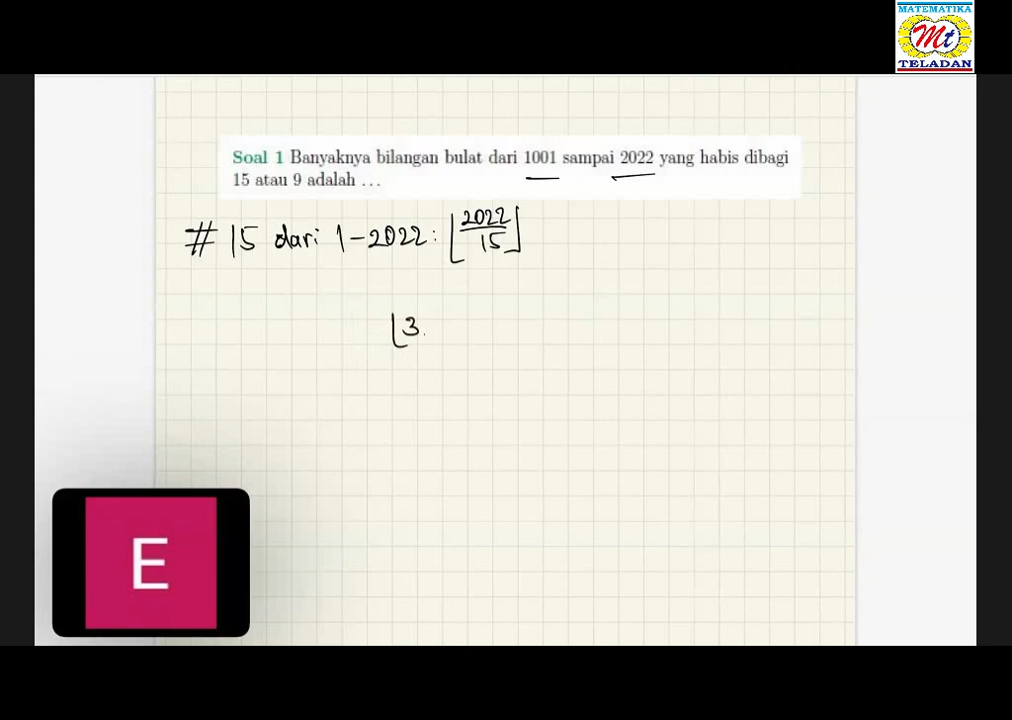 MATEMATIKA
Mt
TELADAN
Soal 1 Banyaknya bilangan bulat dari 1001 sampai 2022 yang habis dibagi
15 atau 9 adalah ...
# 15 dari 1-2022: ⌊2022/15⌋
⌊3.
E